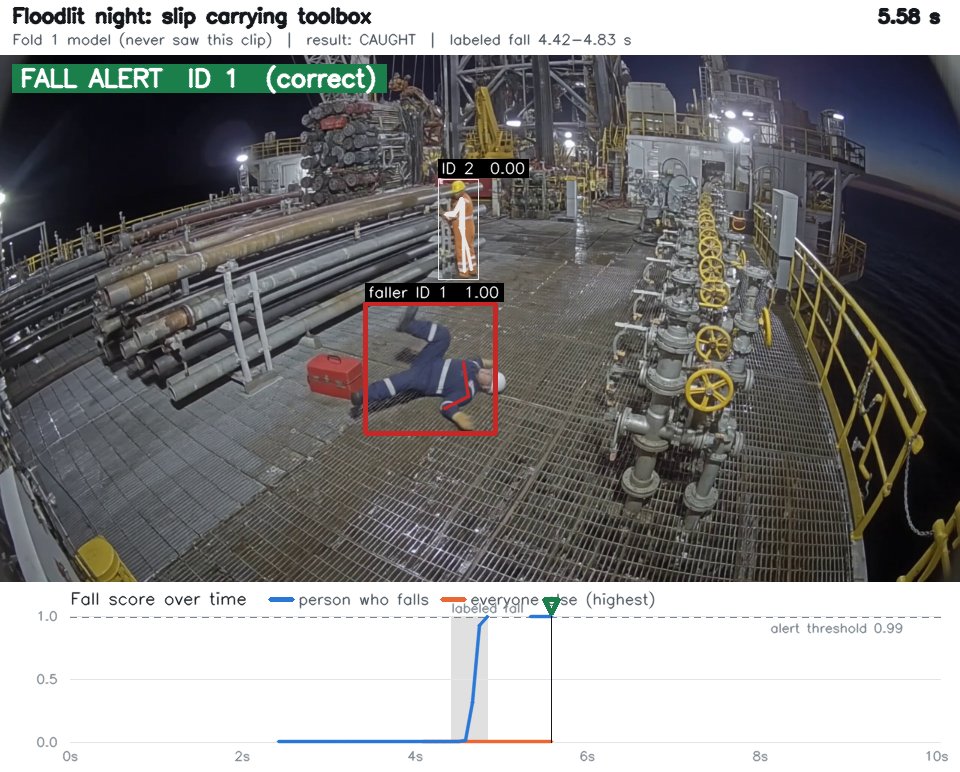 Floodlit night: slip carrying toolbox
5.58 s
Fold 1 model (never saw this clip) | result: CAUGHT | labeled fall 4.42–4.83 s
FALL ALERT ID 1 (correct)
ID 2 0.00
faller ID 1 1.00
Fall score over time
person who falls
everyone else (highest)
labeled fall
1.0
alert threshold 0.99
0.5
0.0
0s 2s 4s 6s 8s 10s